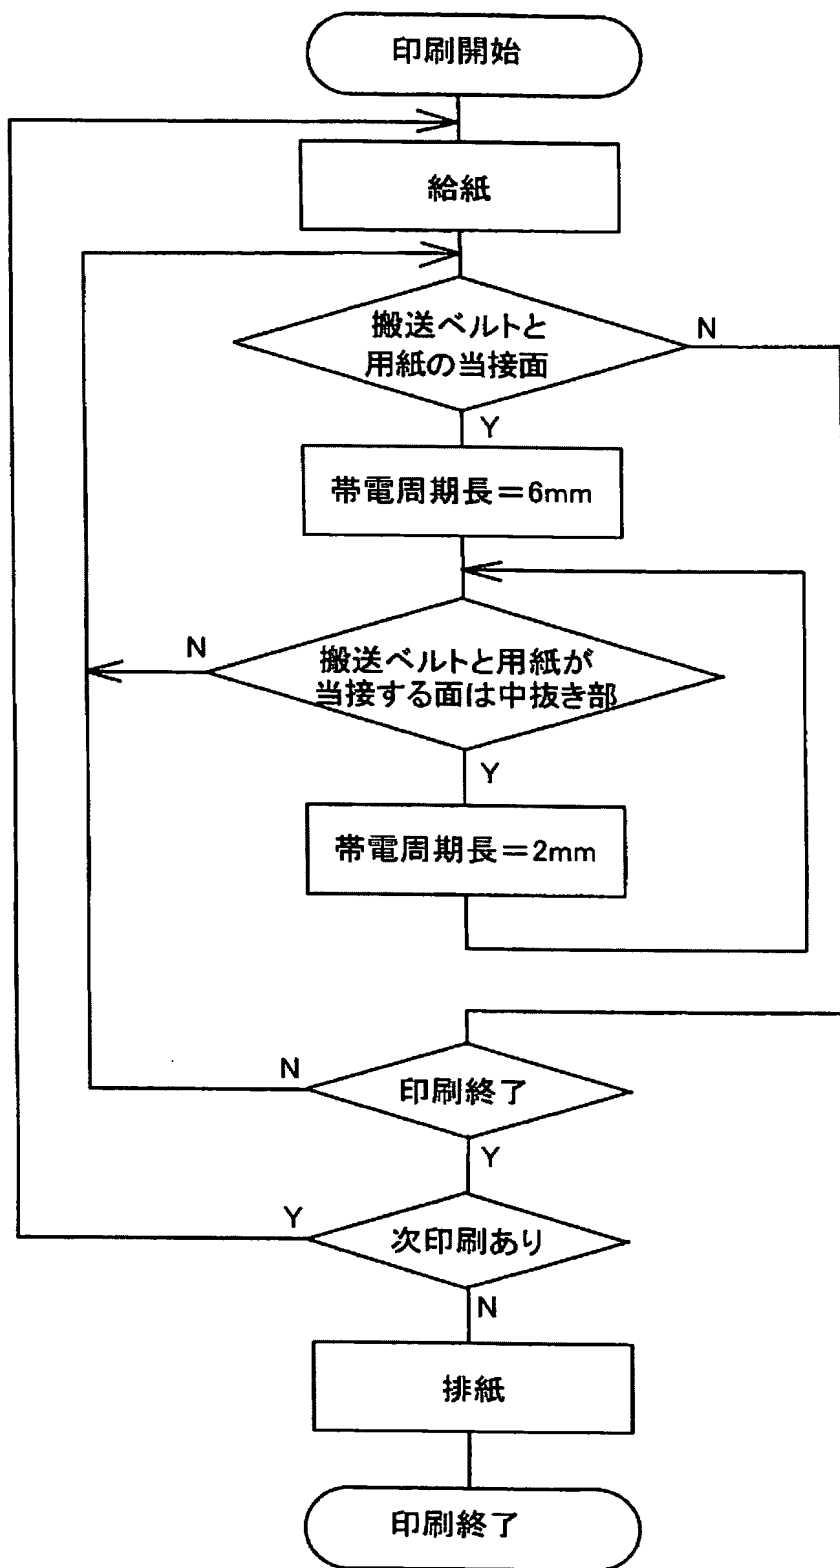 印刷開始
給紙
搬送ベルトと
用紙の当接面
N
Y
帯電周期長＝6mm
N
搬送ベルトと用紙が
当接する面は中抜き部
Y
帯電周期長＝2mm
N
印刷終了
Y
Y
次印刷あり
N
排紙
印刷終了